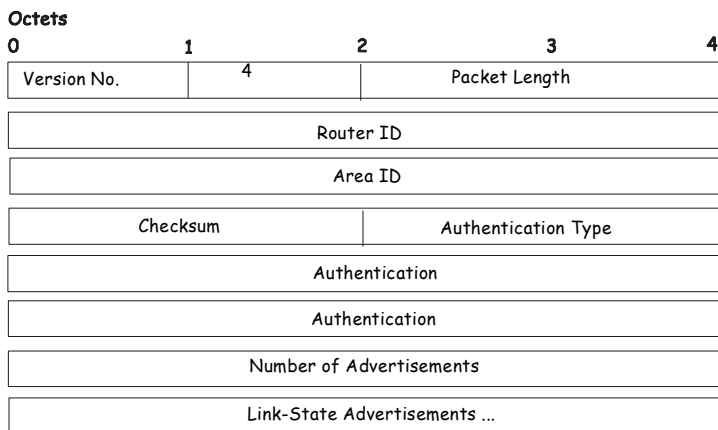 Octets
0 1 2 3 4
Version No. 4 Packet Length
Router ID
Area ID
Checksum Authentication Type
Authentication
Authentication
Number of Advertisements
Link-State Advertisements ...